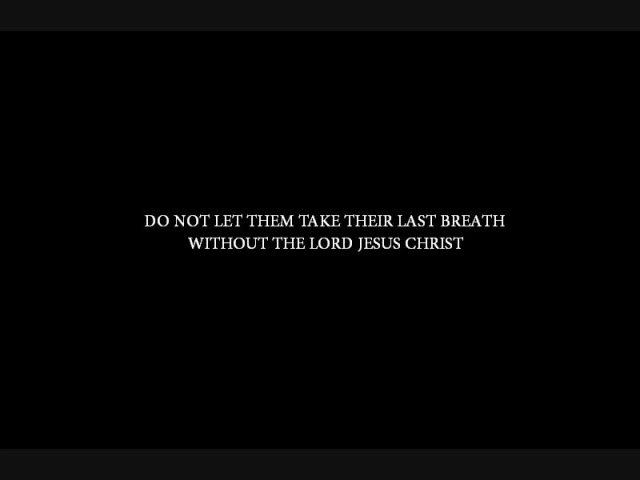 DO NOT LET THEM TAKE THEIR LAST BREATH
WITHOUT THE LORD JESUS CHRIST